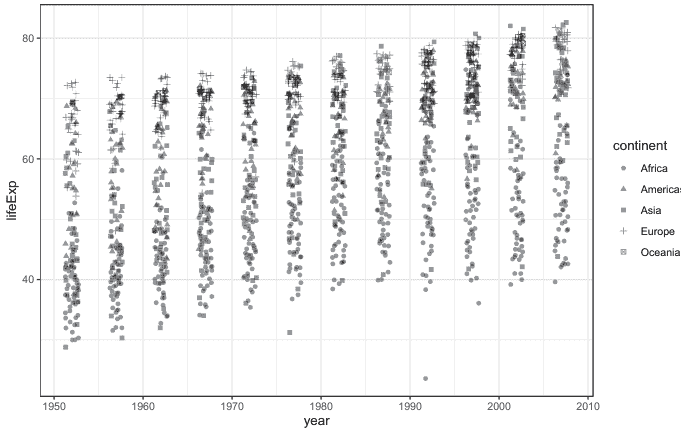 80
60
40
lifeExp
1950
1960
1970
1980
1990
2000
2010
year
continent
Africa
Americas
Asia
Europe
Oceania